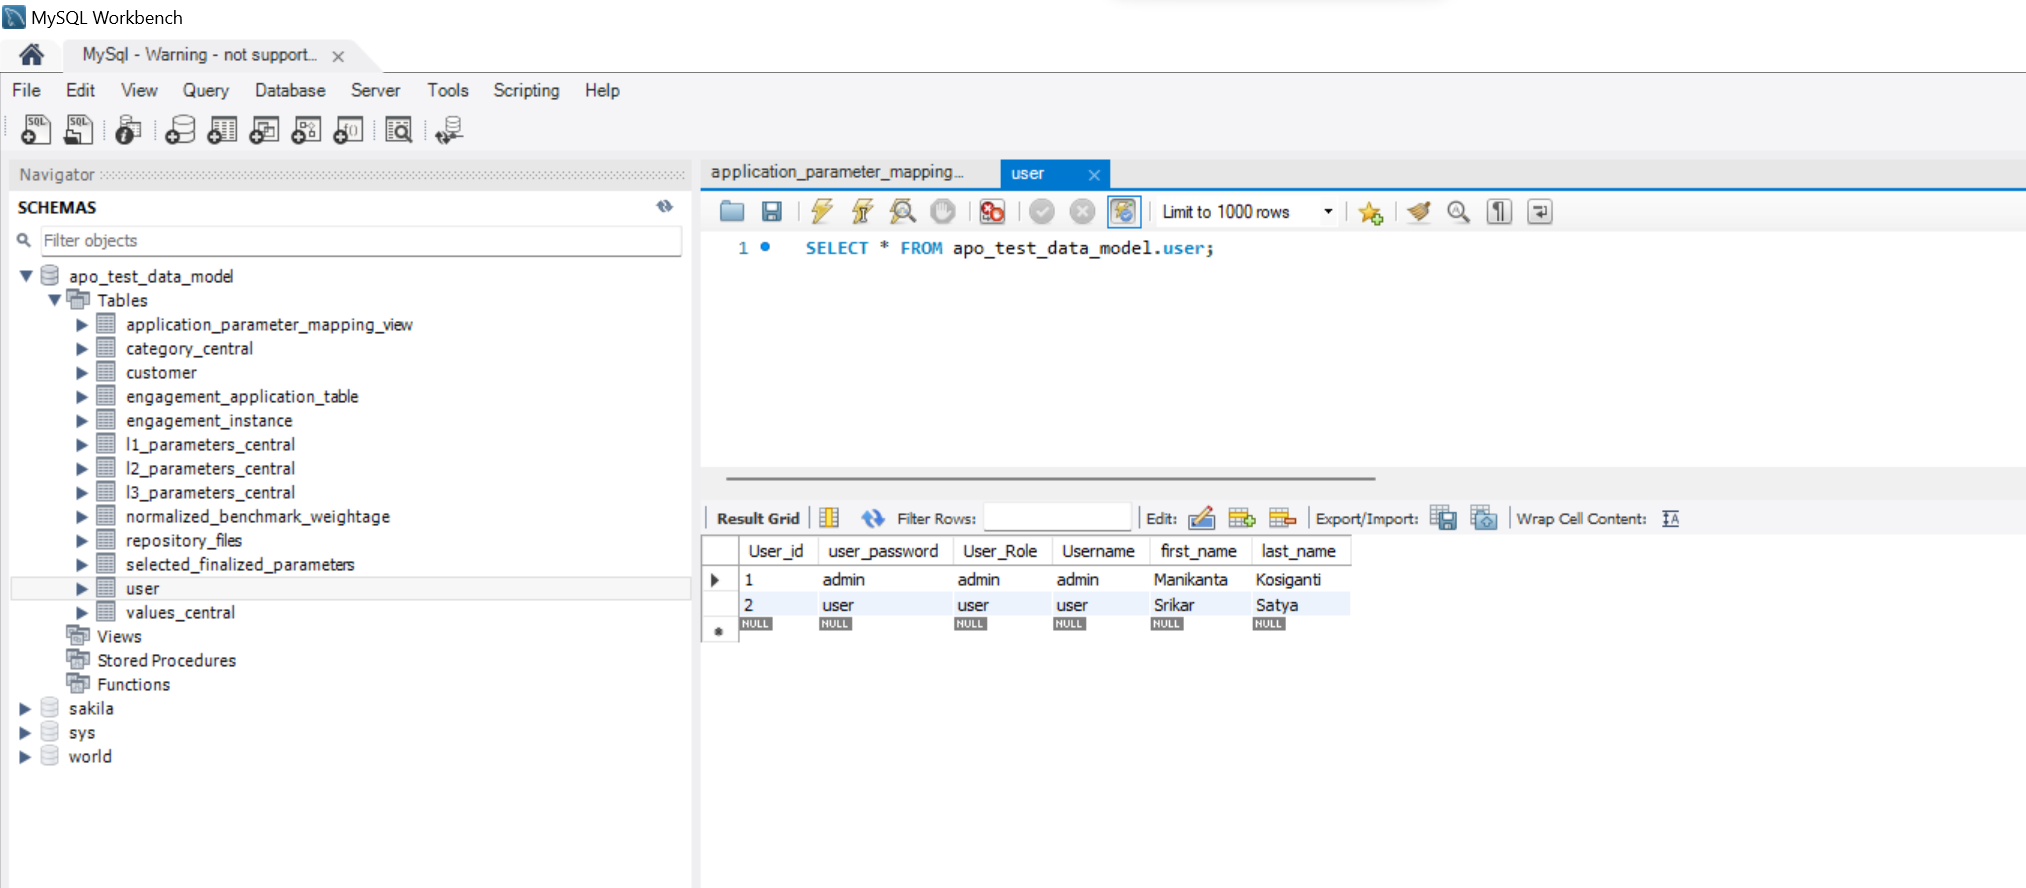 MySQL Workbench
MySql - Warning - not support...
File Edit View Query Database Server Tools Scripting Help
Navigator
SCHEMAS
Filter objects
apo_test_data_model
Tables
application_parameter_mapping_view
category_central
customer
engagement_application_table
engagement_instance
l1_parameters_central
l2_parameters_central
l3_parameters_central
normalized_benchmark_weightage
repository_files
selected_finalized_parameters
user
values_central
Views
Stored Procedures
Functions
sakila
sys
world
application_parameter_mapping... user
Limit to 1000 rows
1 SELECT * FROM apo_test_data_model.user;
Result Grid Filter Rows: Edit: Export/Import: Wrap Cell Content:
User_id user_password User_Role Username first_name last_name
1 admin admin admin Manikanta Kosiganti
2 user user user Srikar Satya
NULL NULL NULL NULL NULL NULL